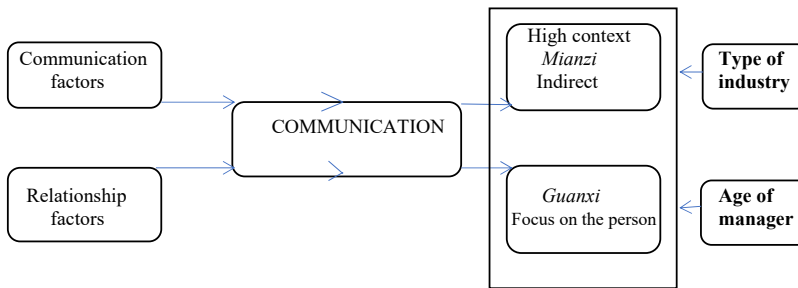 Communication
factors
Relationship
factors
COMMUNICATION
High context
Mianzi
Indirect
Guanxi
Focus on the person
Type of
industry
Age of
manager